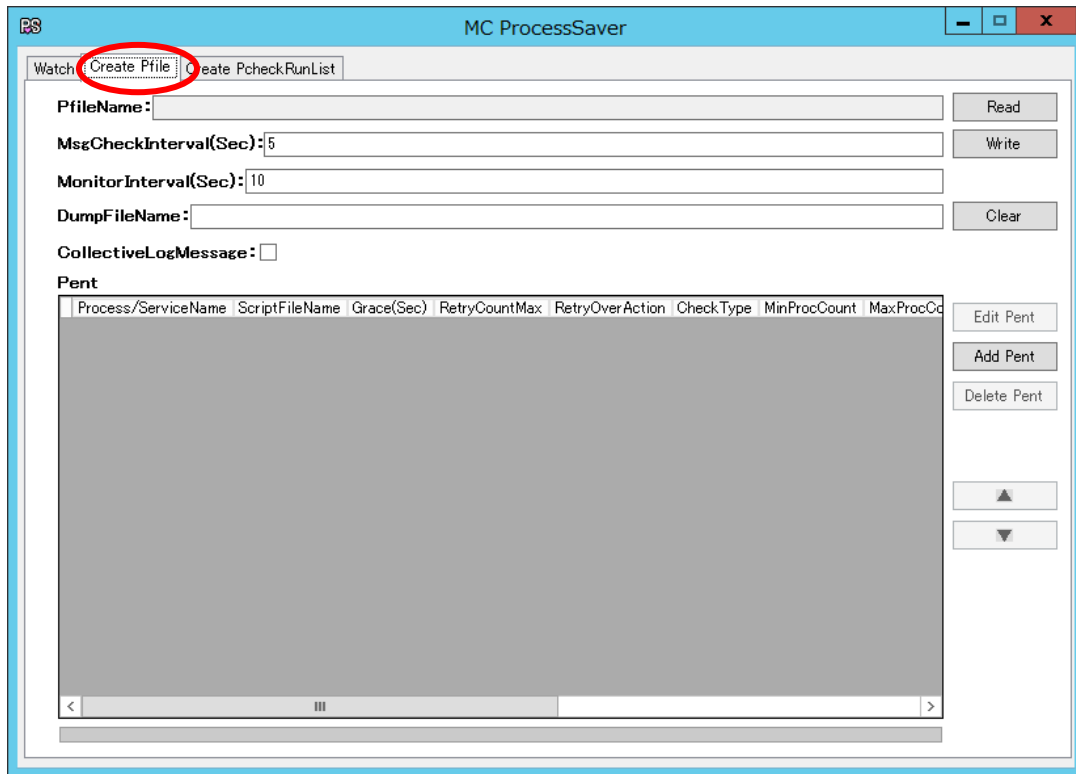 PS MC ProcessSaver
Watch Create Pfile Create PcheckRunList
PfileName: Read
MsgCheckInterval(Sec): 5 Write
MonitorInterval(Sec): 10
DumpFileName: Clear
CollectiveLogMessage:
Pent
Process/ServiceName ScriptFileName Grace(Sec) RetryCountMax RetryOverAction CheckType MinProcCount MaxProcCo
Edit Pent
Add Pent
Delete Pent
▲
▼